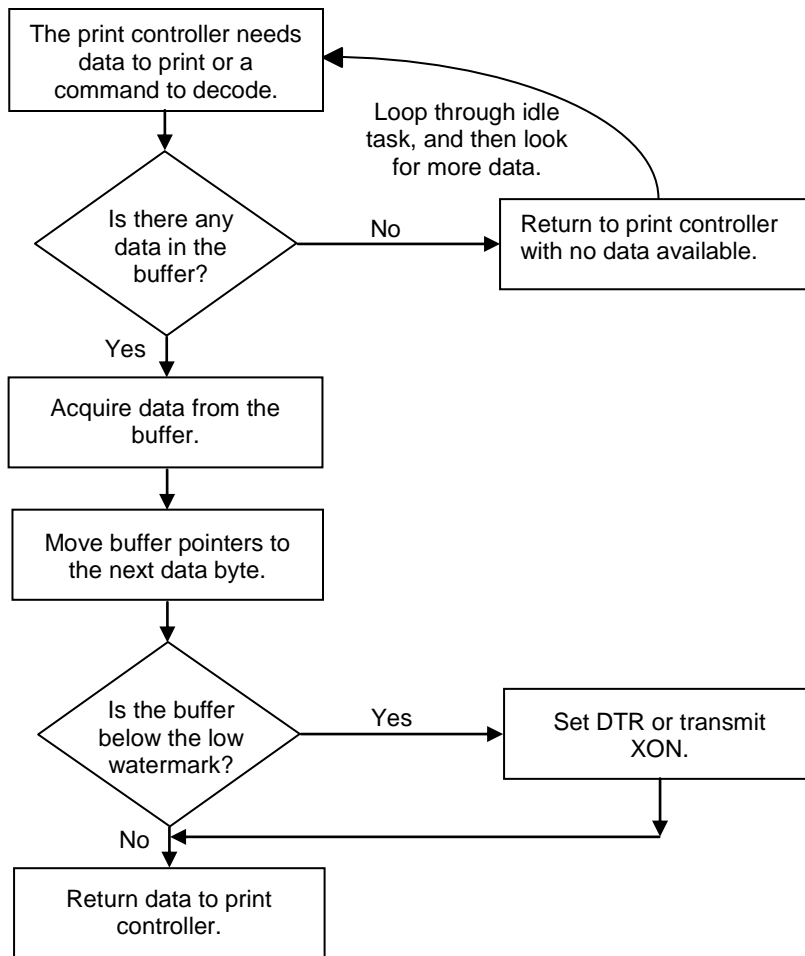 The print controller needs
data to print or a
command to decode.
Loop through idle
task, and then look
for more data.
Is there any
data in the
buffer?
No
Return to print controller
with no data available.
Yes
Acquire data from the
buffer.
Move buffer pointers to
the next data byte.
Is the buffer
below the low
watermark?
Yes
Set DTR or transmit
XON.
No
Return data to print
controller.